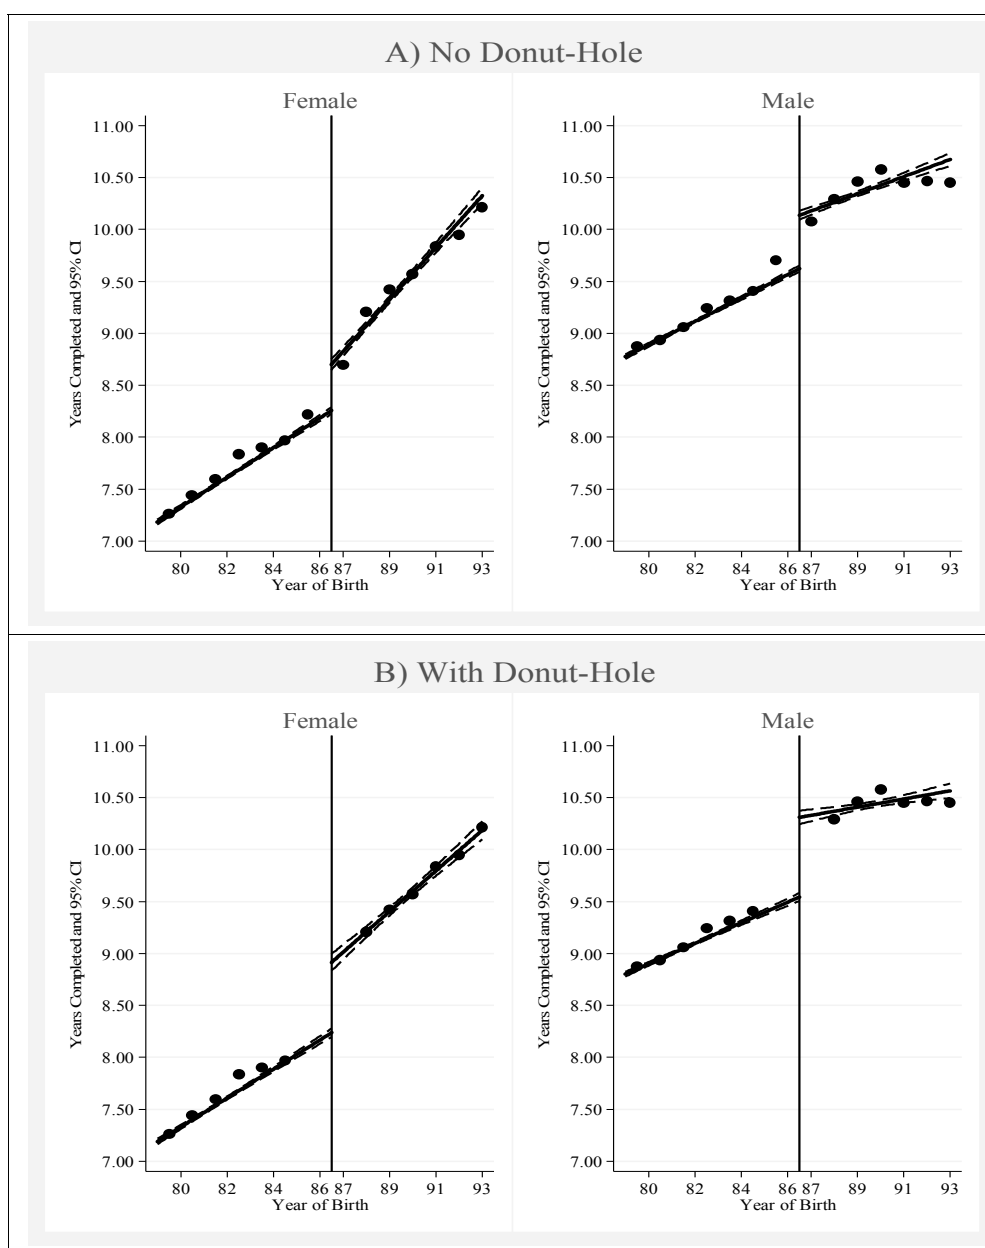 A) No Donut-Hole
Female
Male
Years Completed and 95% CI
11.00
10.50
10.00
9.50
9.00
8.50
8.00
7.50
7.00
80 82 84 86 87 89 91 93
Year of Birth
Years Completed and 95% CI
11.00
10.50
10.00
9.50
9.00
8.50
8.00
7.50
7.00
80 82 84 86 87 89 91 93
Year of Birth
B) With Donut-Hole
Female
Male
Years Completed and 95% CI
11.00
10.50
10.00
9.50
9.00
8.50
8.00
7.50
7.00
80 82 84 86 87 89 91 93
Year of Birth
Years Completed and 95% CI
11.00
10.50
10.00
9.50
9.00
8.50
8.00
7.50
7.00
80 82 84 86 87 89 91 93
Year of Birth